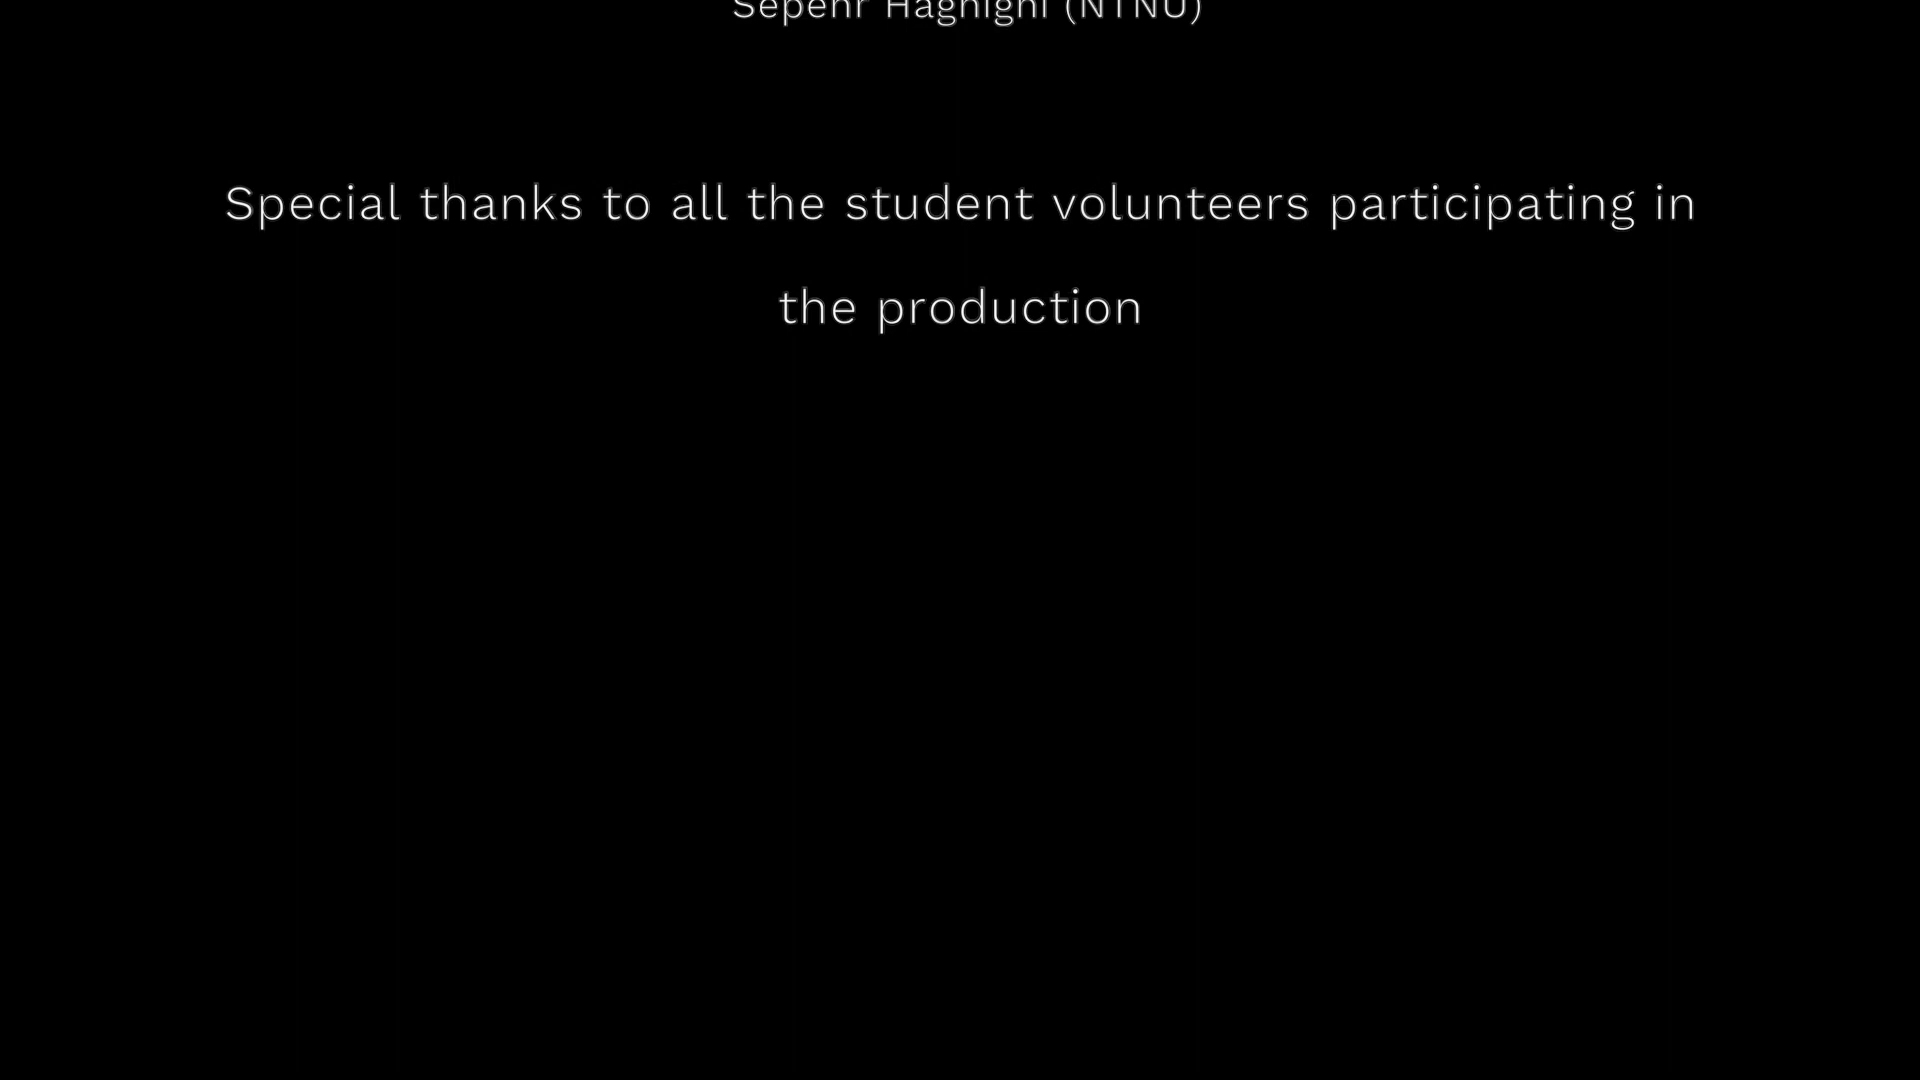 Sepehr Haghighi (NTNU)
Special thanks to all the student volunteers participating in
the production